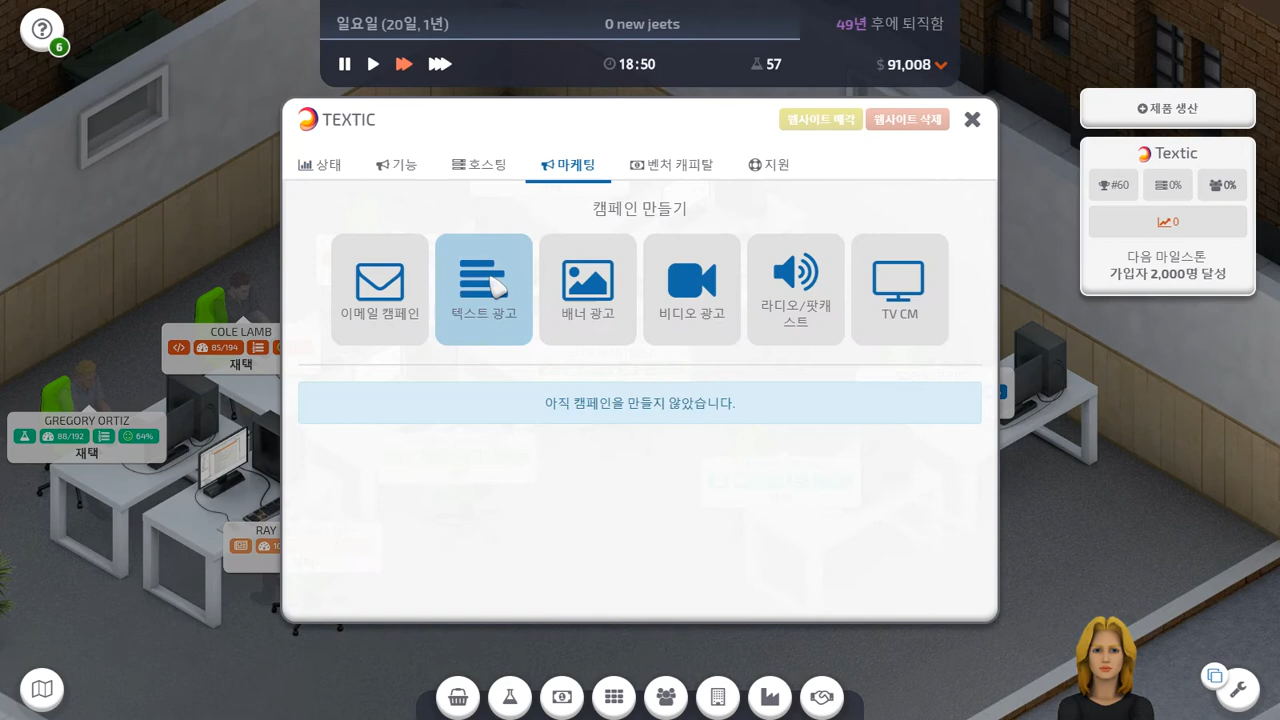 6
일요일 (20일, 1년)
0 new jeets
49년 후에 퇴직함
18:50
57
$ 91,008
TEXTIC
웹사이트 매각
웹사이트 삭제
상태
기능
호스팅
마케팅
벤처 캐피탈
지원
캠페인 만들기
이메일 캠페인
텍스트 광고
배너 광고
비디오 광고
라디오/팟캐
스트
TV CM
아직 캠페인을 만들지 않았습니다.
제품 생산
Textic
#60
0%
0%
0
다음 마일스톤
가입자 2,000명 달성
COLE LAMB
85/194
재택
GREGORY ORTIZ
88/192
64%
재택
RAY